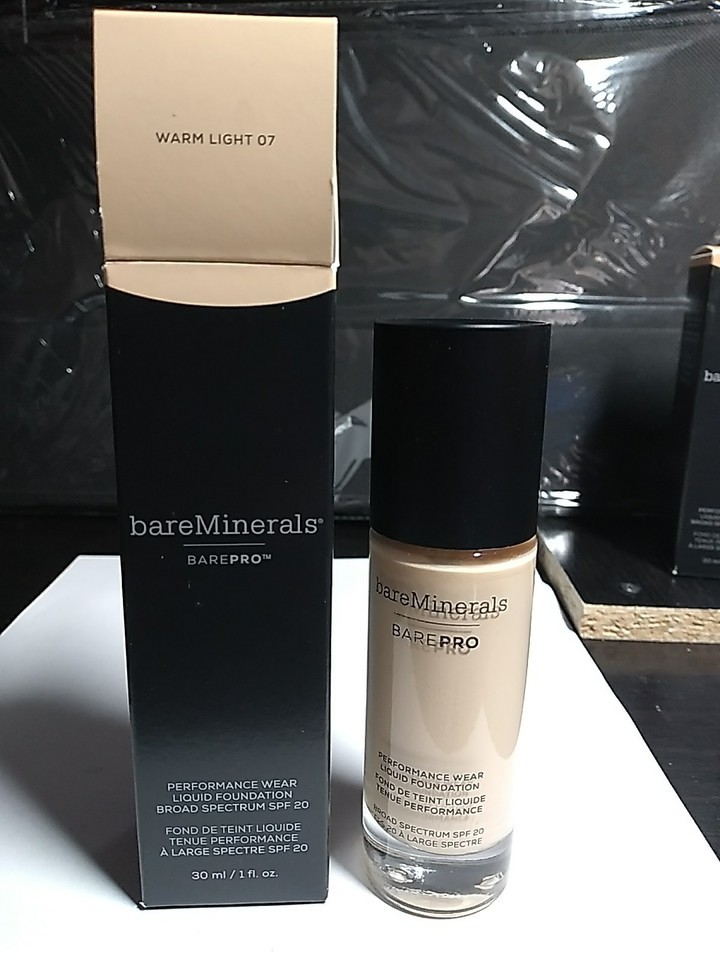 WARM LIGHT 07
bareMinerals®
BAREPRO™
PERFORMANCE WEAR
LIQUID FOUNDATION
BROAD SPECTRUM SPF 20
FOND DE TEINT LIQUIDE
TENUE PERFORMANCE
À LARGE SPECTRE SPF 20
30 ml / 1 fl. oz.
bareMinerals
BAREPRO
PERFORMANCE WEAR
LIQUID FOUNDATION
FOND DE TEINT LIQUIDE
TENUE PERFORMANCE
BROAD SPECTRUM SPF 20
20 À LARGE SPECTRE
ba